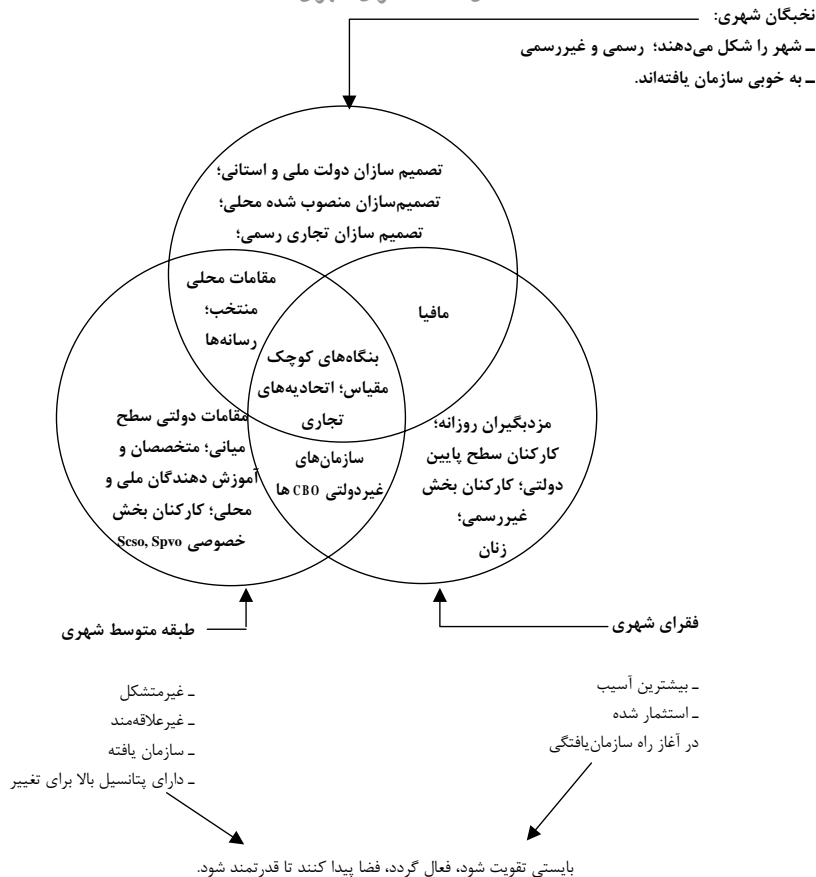 نخبگان شهری:
ـ شهر را شکل می‌دهند؛ رسمی و غیررسمی
ـ به خوبی سازمان یافته‌اند.
تصمیم سازان دولت ملی و استانی؛
تصمیم‌سازان منصوب شده محلی؛
تصمیم سازان تجاری رسمی؛
مقامات محلی
منتخب؛
رسانه‌ها
مافیا
بنگاه‌های کوچک
مقیاس؛ اتحادیه‌های
تجاری
مزدبگیران روزانه؛
کارکنان سطح پایین
دولتی؛ کارکنان بخش
غیررسمی؛
زنان
مقامات دولتی سطح
میانی؛ متخصصان و
آموزش دهندگان ملی و
محلی؛ کارکنان بخش
خصوصی Scso, Spvo
سازمان‌های
غیردولتی CBO ها
فقرای شهری
ـ بیشترین آسیب
ـ استثمار شده
در آغاز راه سازمان‌یافتگی
طبقه متوسط شهری
ـ غیرمتشکل
ـ غیرعلاقه‌مند
ـ سازمان یافته
ـ دارای پتانسیل بالا برای تغییر
بایستی تقویت شود، فعال گردد، فضا پیدا کنند تا قدرتمند شود.